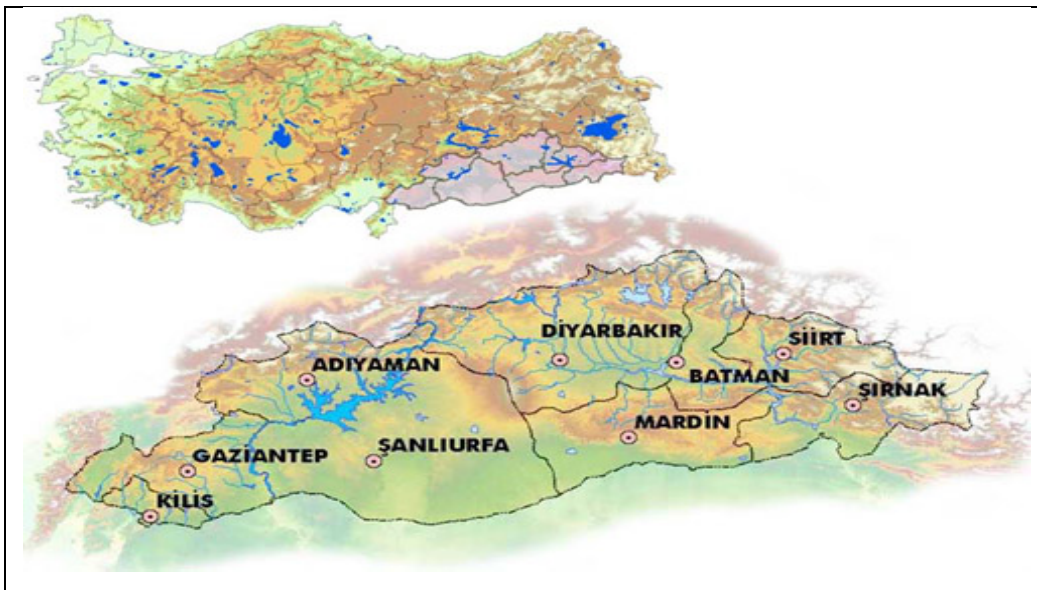 DİYARBAKIR
SİİRT
ADIYAMAN
BATMAN
ŞIRNAK
MARDİN
ŞANLIURFA
GAZİANTEP
KİLİS